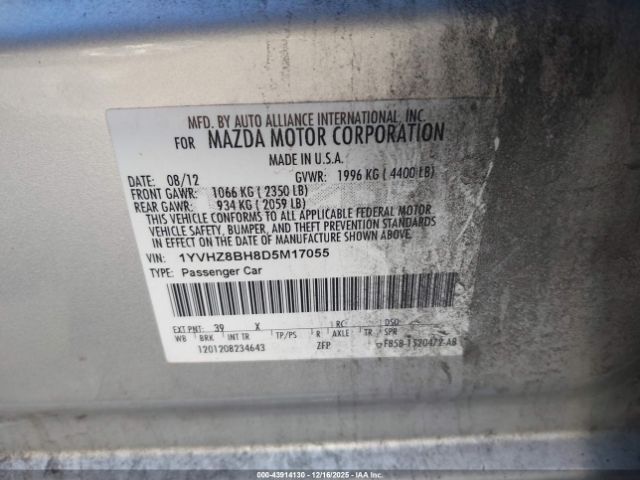 MFD. BY AUTO ALLIANCE INTERNATIONAL, INC.
FOR MAZDA MOTOR CORPORATION
MADE IN U.S.A.
DATE: 08/12 GVWR: 1996 KG ( 4400 LB)
FRONT GAWR: 1066 KG ( 2350 LB)
REAR GAWR: 934 KG ( 2059 LB)
THIS VEHICLE CONFORMS TO ALL APPLICABLE FEDERAL MOTOR
VEHICLE SAFETY, BUMPER, AND THEFT PREVENTION STANDARDS
IN EFFECT ON THE DATE OF MANUFACTURE SHOWN ABOVE.
VIN: 1YVHZ8BH8D5M17055
TYPE: Passenger Car
EXT PNT: 39 X RC: DSO:
WB BRK INT TR TP/PS R AXLE TR SPR
1201208234643 ZFP
000-43914130 - 12/16/2025 - IAA Inc.